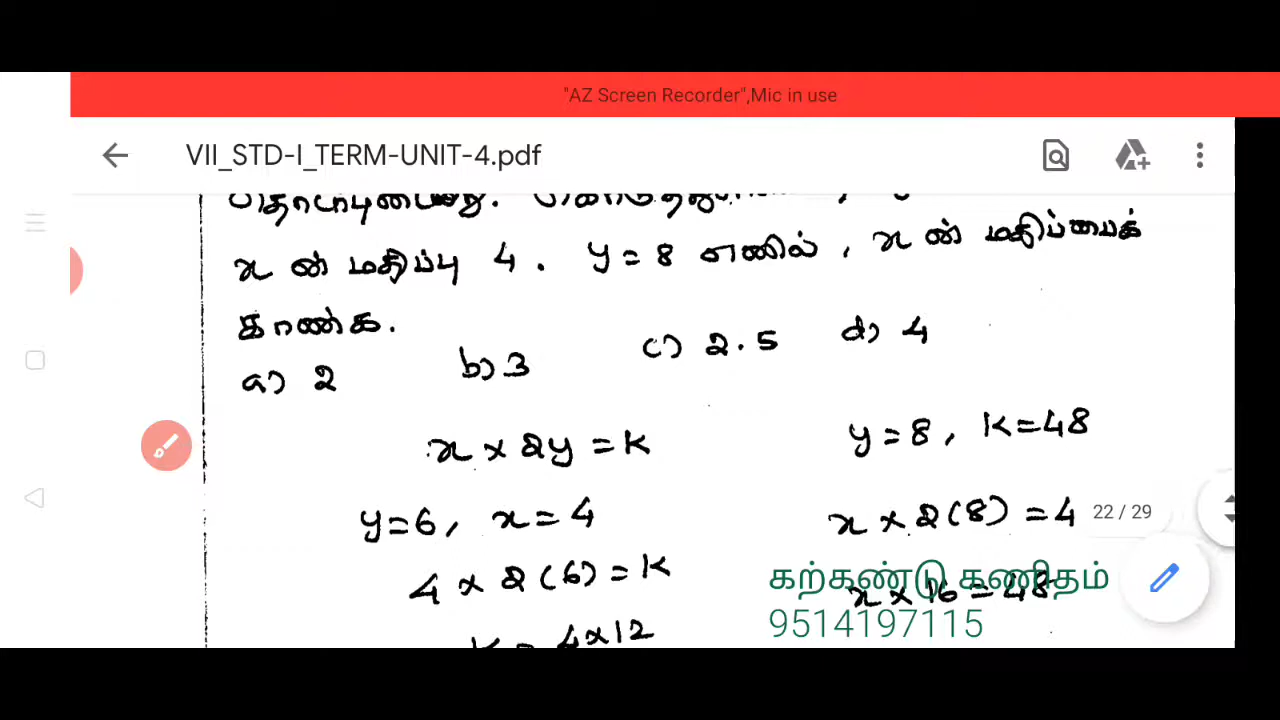 "AZ Screen Recorder",Mic in use
VII_STD-I_TERM-UNIT-4.pdf
x ன் மதிப்பு 4. y = 8 எனில், x ன் மதிப்பைக்
காண்க.
a) 2 b) 3 c) 2.5 d) 4
x × 2y = k
y = 8, k = 48
y = 6, x = 4
x × 2(8) = 4
22 / 29
4 × 2(6) = k
x × 16 = 48
k = 4 × 12
கற்கண்டு கணிதம்
9514197115